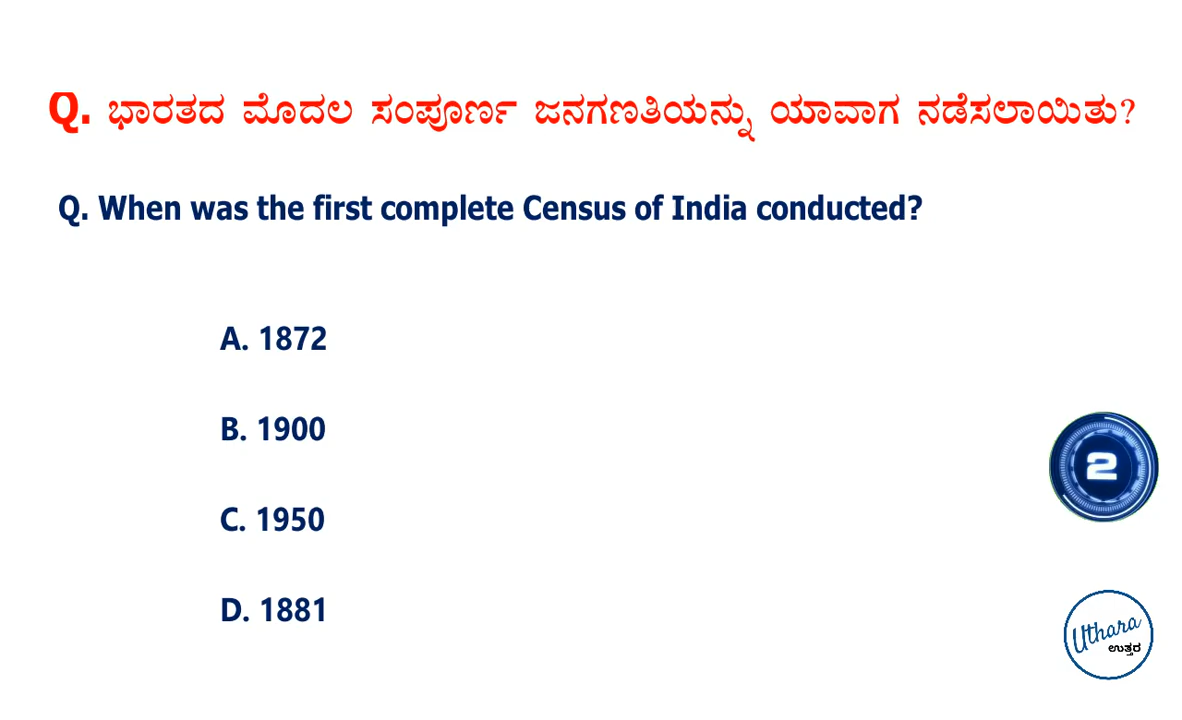 Q. ಭಾರತದ ಮೊದಲ ಸಂಪೂರ್ಣ ಜನಗಣತಿಯನ್ನು ಯಾವಾಗ ನಡೆಸಲಾಯಿತು?
Q. When was the first complete Census of India conducted?
A. 1872
B. 1900
C. 1950
2
D. 1881
Uthara
ಉತ್ತರ